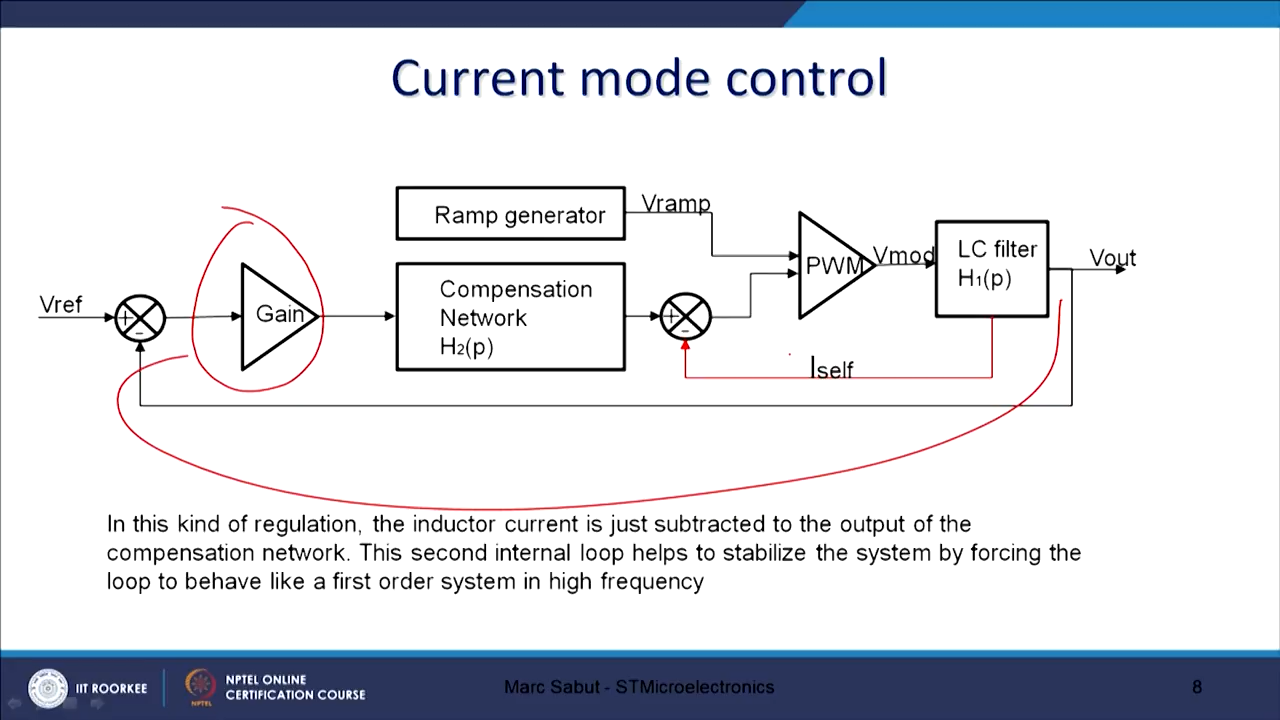 Current mode control
Ramp generator
Vramp
PWM
Vmod
LC filter
H1(p)
Vout
Vref
+
-
Gain
Compensation
Network
H2(p)
+
-
Iself
In this kind of regulation, the inductor current is just subtracted to the output of the
compensation network. This second internal loop helps to stabilize the system by forcing the
loop to behave like a first order system in high frequency
IIT ROORKEE
NPTEL
NPTEL ONLINE
CERTIFICATION COURSE
Marc Sabut - STMicroelectronics
8